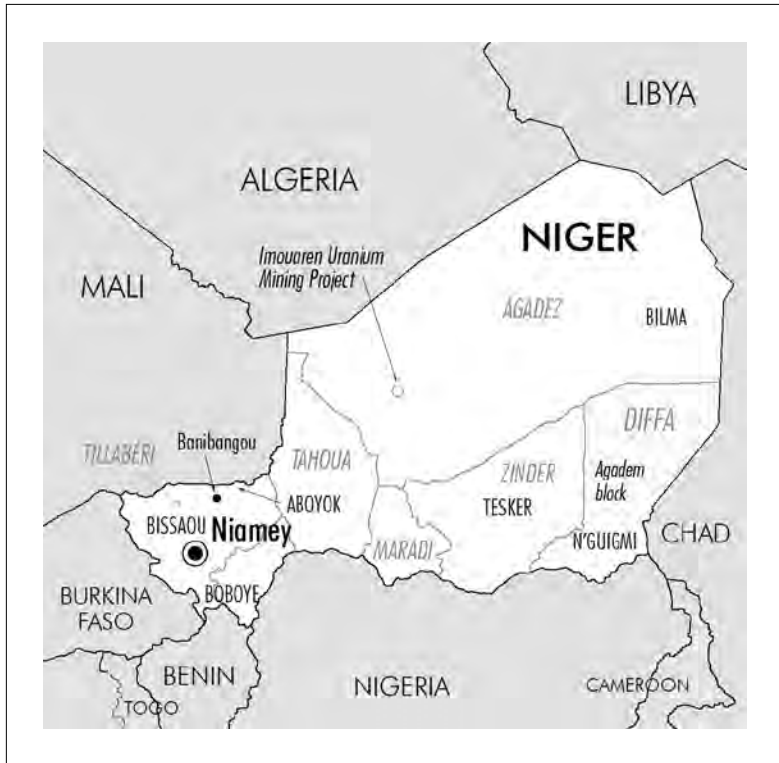 LIBYA
ALGERIA
NIGER
Imouaren Uranium
Mining Project
MALI
AGADEZ
BILMA
DIFFA
TILLABÉRI
Banibangou
TAHOUA
ZINDER
Agadem
block
ABOYOK
TESKER
BISSAOU
Niamey
MARADI
N'GUIGMI
CHAD
BOBOYE
BURKINA
FASO
BENIN
NIGERIA
CAMEROON
TOGO